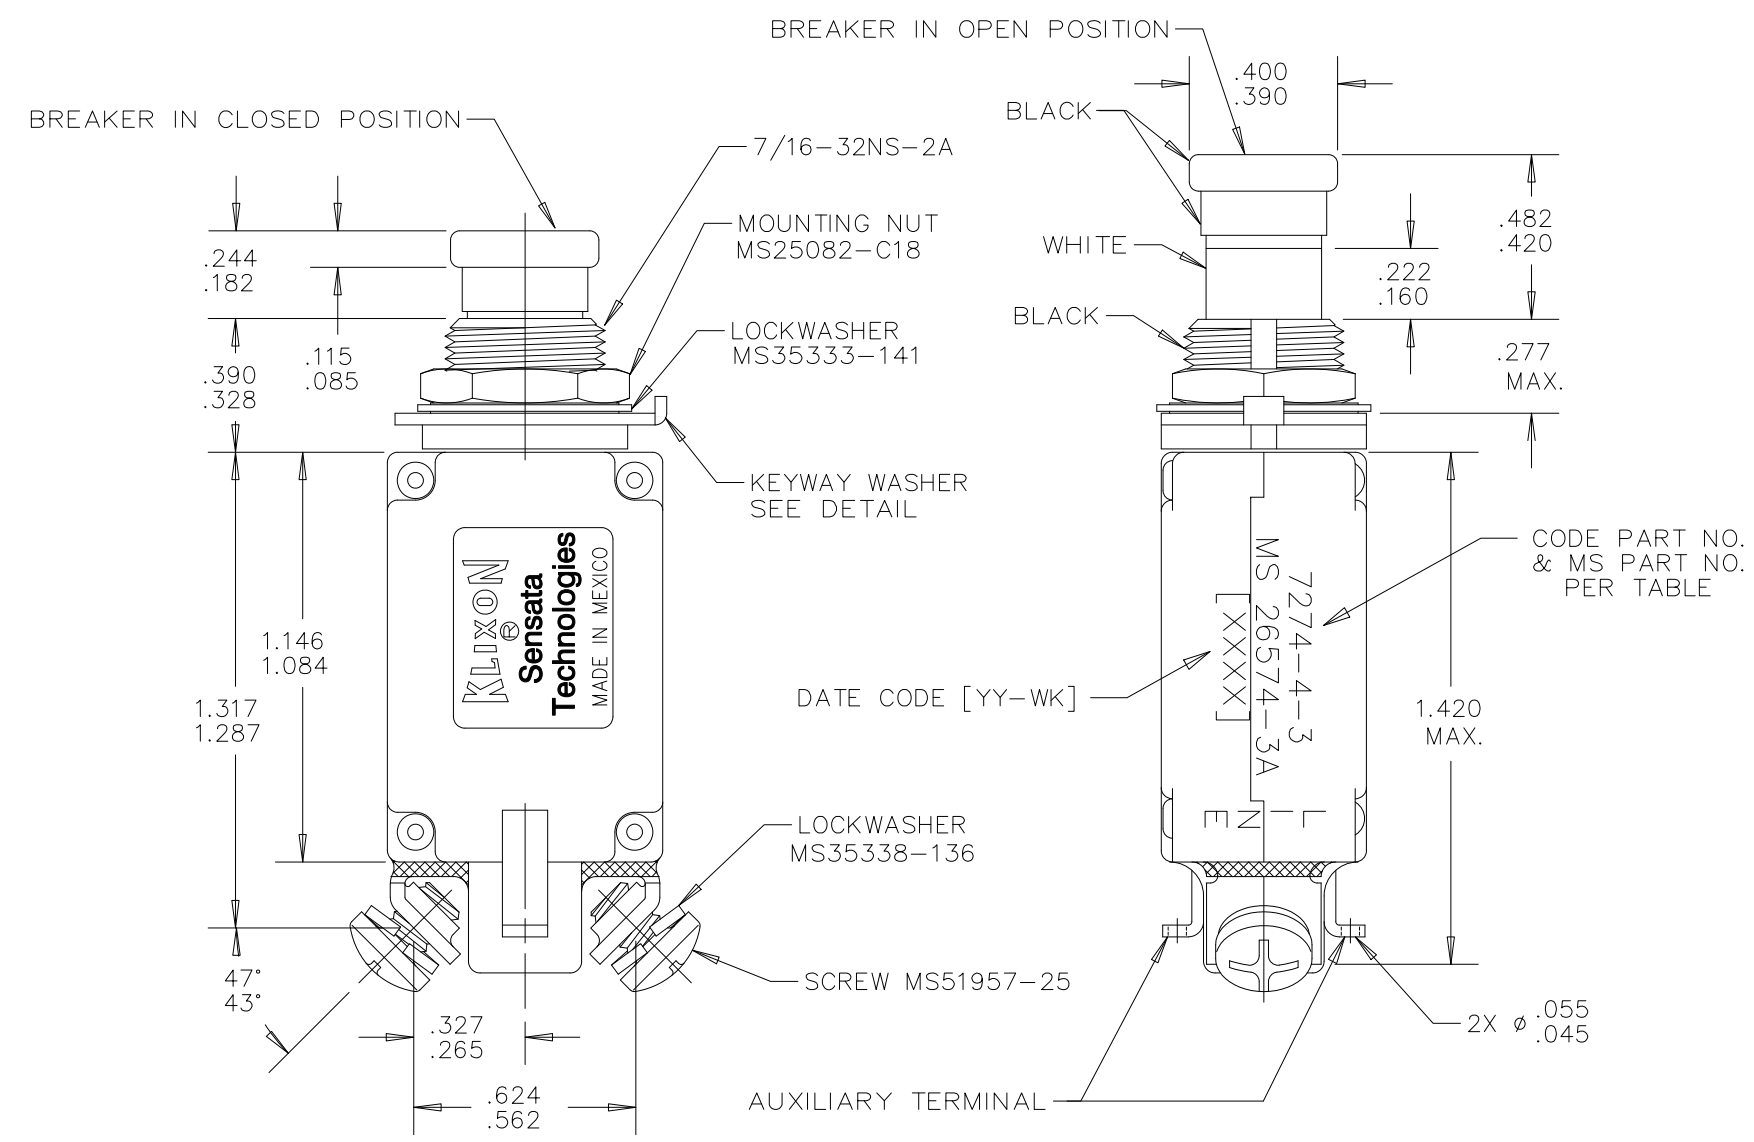 BREAKER IN OPEN POSITION
.400
.390
BREAKER IN CLOSED POSITION
BLACK
7/16-32NS-2A
MOUNTING NUT
MS25082-C18
WHITE
.482
.420
.244
.182
.222
.160
BLACK
LOCKWASHER
MS35333-141
.115
.085
.390
.328
.277
MAX.
KEYWAY WASHER
SEE DETAIL
CODE PART NO.
& MS PART NO.
PER TABLE
KLIXON
®
Sensata
Technologies
MADE IN MEXICO
7274-4-3
MS 26574-3A
[XXXX]
1.146
1.084
DATE CODE [YY-WK]
1.317
1.287
1.420
MAX.
LINE
LOCKWASHER
MS35338-136
47°
43°
SCREW MS51957-25
.327
.265
2X ø .055
.045
.624
.562
AUXILIARY TERMINAL